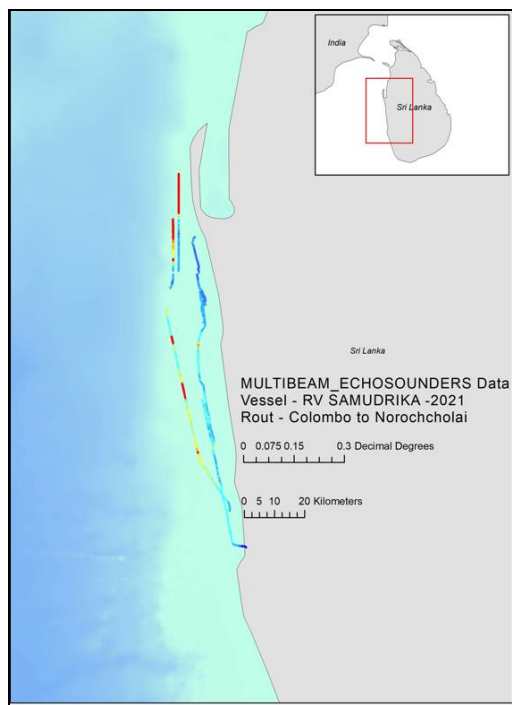 India
Sri Lanka
Sri Lanka
MULTIBEAM_ECHOSOUNDERS Data
Vessel - RV SAMUDRIKA -2021
Rout - Colombo to Norochcholai
0 0.075 0.15 0.3 Decimal Degrees
0 5 10 20 Kilometers